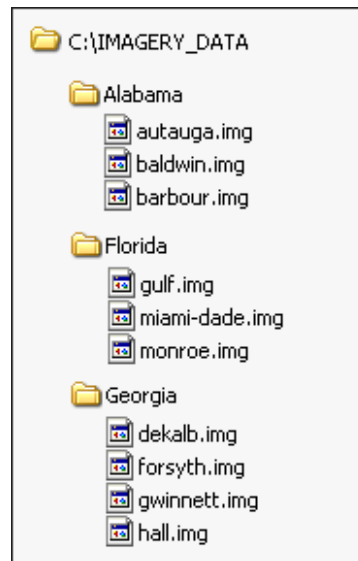 C:\IMAGERY_DATA
Alabama
autauga.img
baldwin.img
barbour.img
Florida
gulf.img
miami-dade.img
monroe.img
Georgia
dekalb.img
forsyth.img
gwinnett.img
hall.img